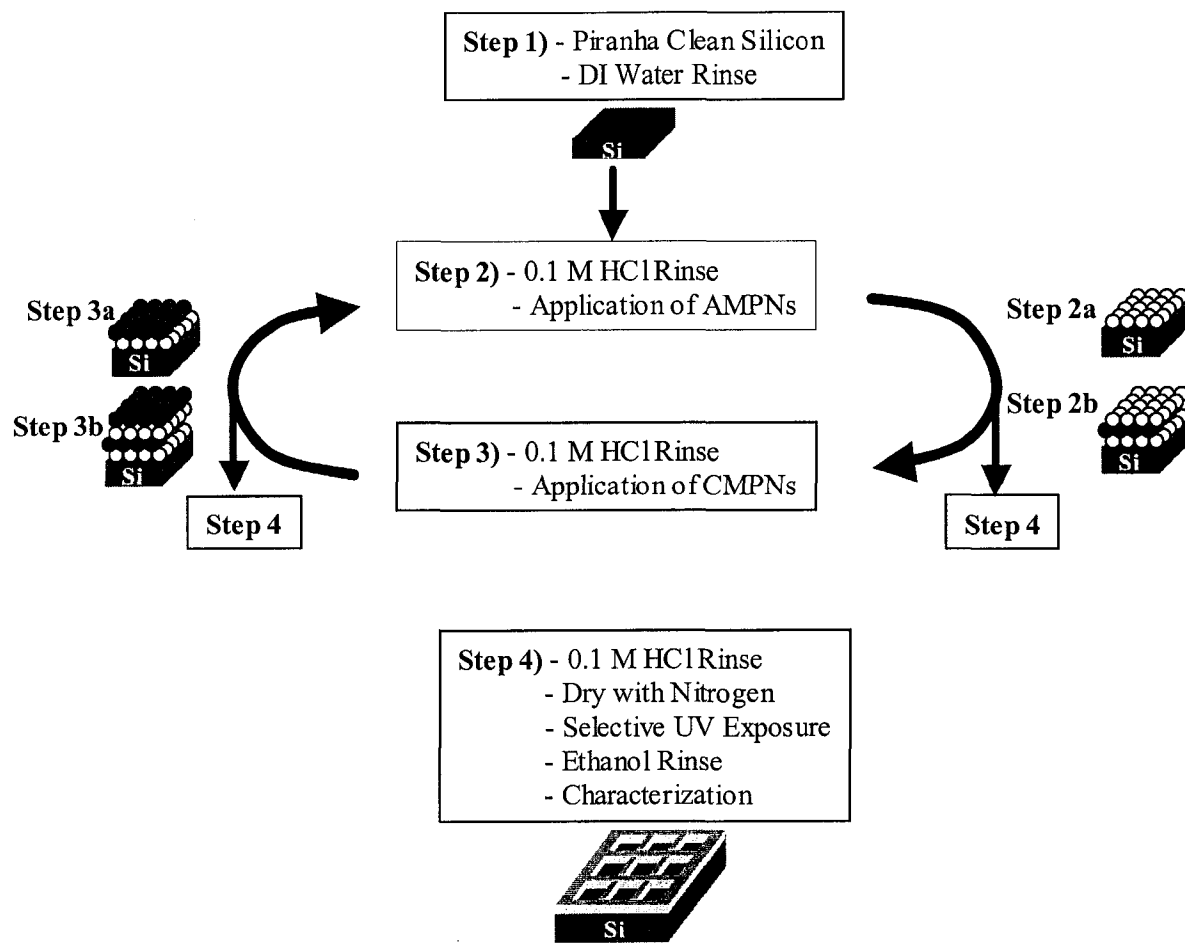 Step 1) - Piranha Clean Silicon
- DI Water Rinse
Si
Step 2) - 0.1 M HCl Rinse
- Application of AMPNs
Step 3a
Si
Step 2a
Si
Step 3b
Si
Step 2b
Si
Step 3) - 0.1 M HCl Rinse
- Application of CMPNs
Step 4
Step 4
Step 4) - 0.1 M HCl Rinse
- Dry with Nitrogen
- Selective UV Exposure
- Ethanol Rinse
- Characterization
Si